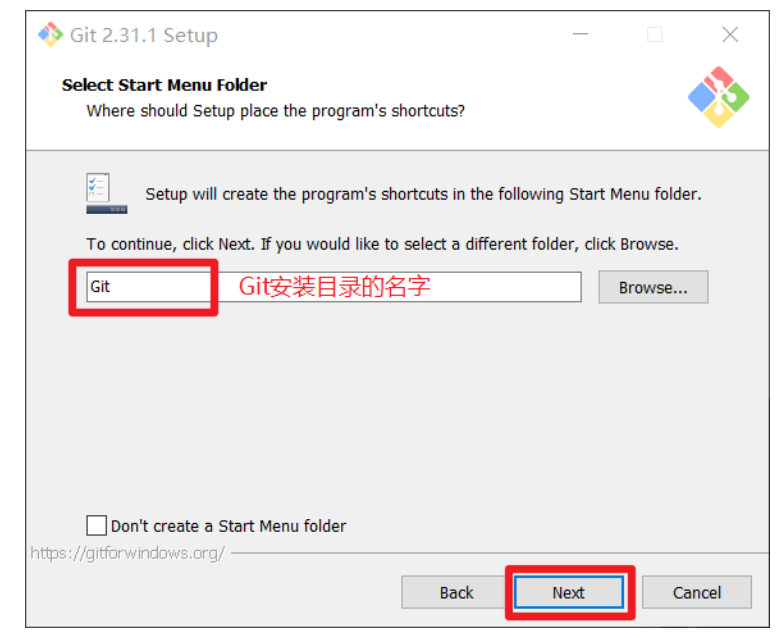 Git 2.31.1 Setup
Select Start Menu Folder
Where should Setup place the program's shortcuts?
Setup will create the program's shortcuts in the following Start Menu folder.
To continue, click Next. If you would like to select a different folder, click Browse.
Git Git安装目录的名字 Browse...
Don't create a Start Menu folder
https://gitforwindows.org/
Back Next Cancel